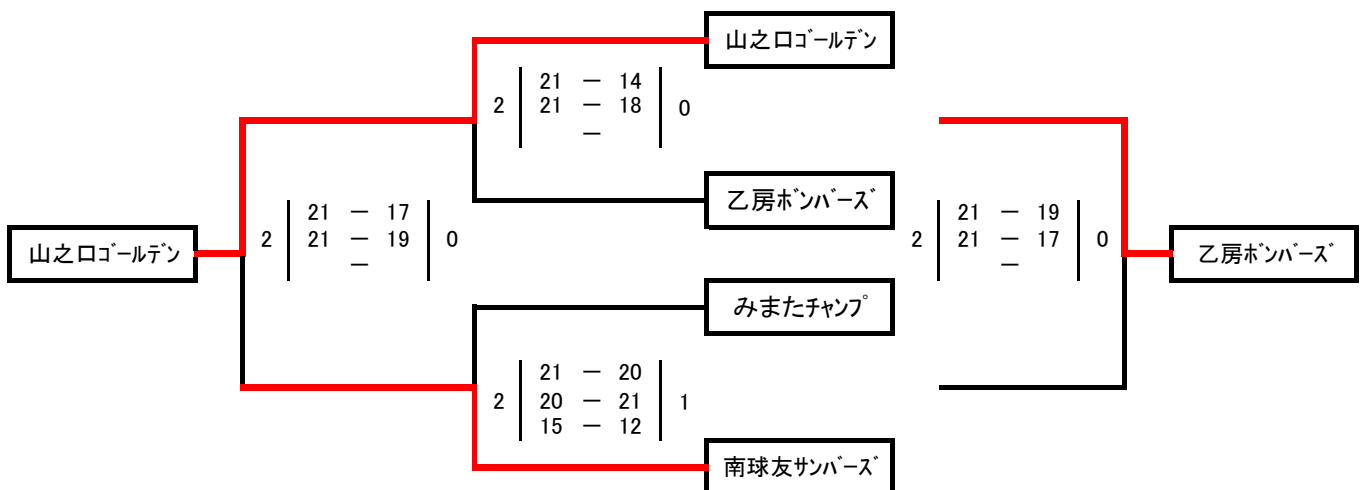 山之口ゴールデン
21 － 14
2 21 － 18 0
－
乙房ボンバーズ
21 － 17
2 21 － 19 0
－
山之口ゴールデン
21 － 19
2 21 － 17 0
－
乙房ボンバーズ
みまたチャンプ
21 － 20
2 20 － 21 1
15 － 12
南球友サンバーズ